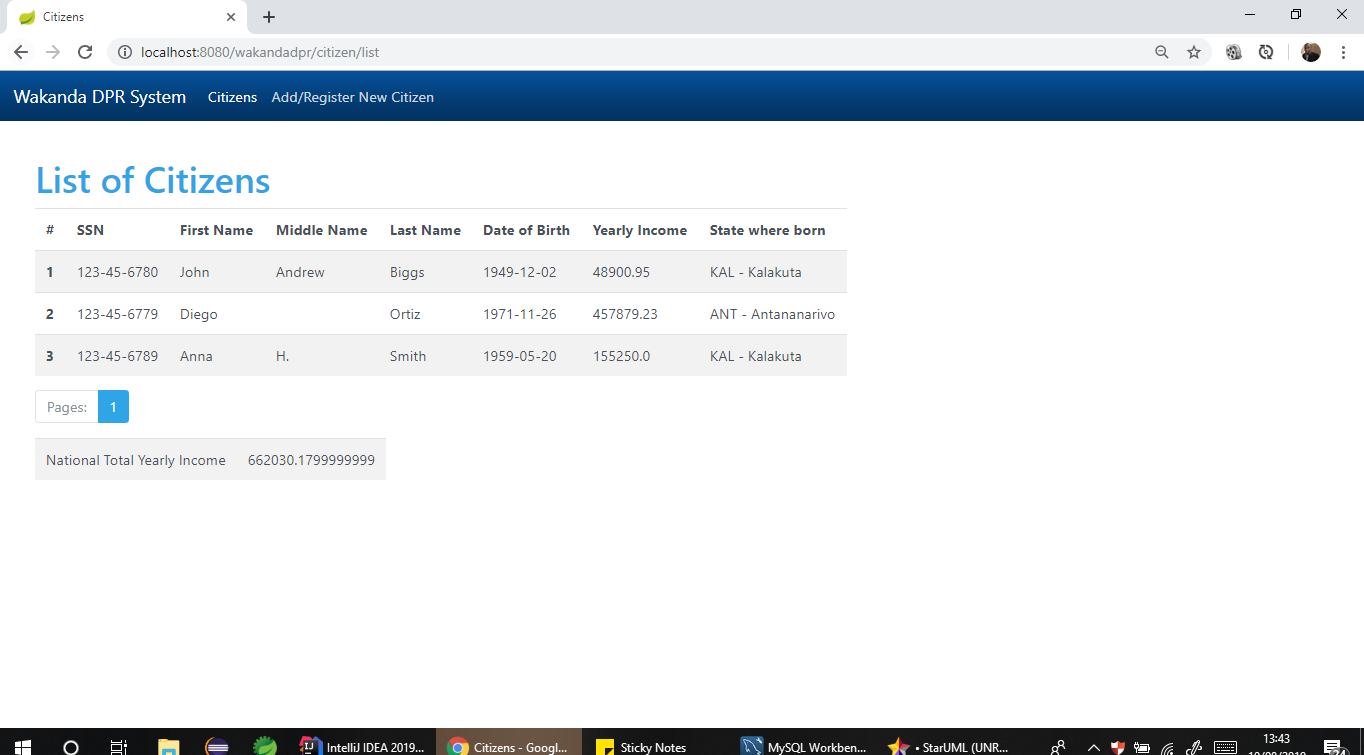 Citizens
localhost:8080/wakandadpr/citizen/list
Wakanda DPR System Citizens Add/Register New Citizen
List of Citizens
# SSN First Name Middle Name Last Name Date of Birth Yearly Income State where born
1 123-45-6780 John Andrew Biggs 1949-12-02 48900.95 KAL - Kalakuta
2 123-45-6779 Diego Ortiz 1971-11-26 457879.23 ANT - Antananarivo
3 123-45-6789 Anna H. Smith 1959-05-20 155250.0 KAL - Kalakuta
Pages: 1
National Total Yearly Income 662030.1799999999
IntelliJ IDEA 2019... Citizens - Googl... Sticky Notes MySQL Workben... • StarUML (UNR... 13:43